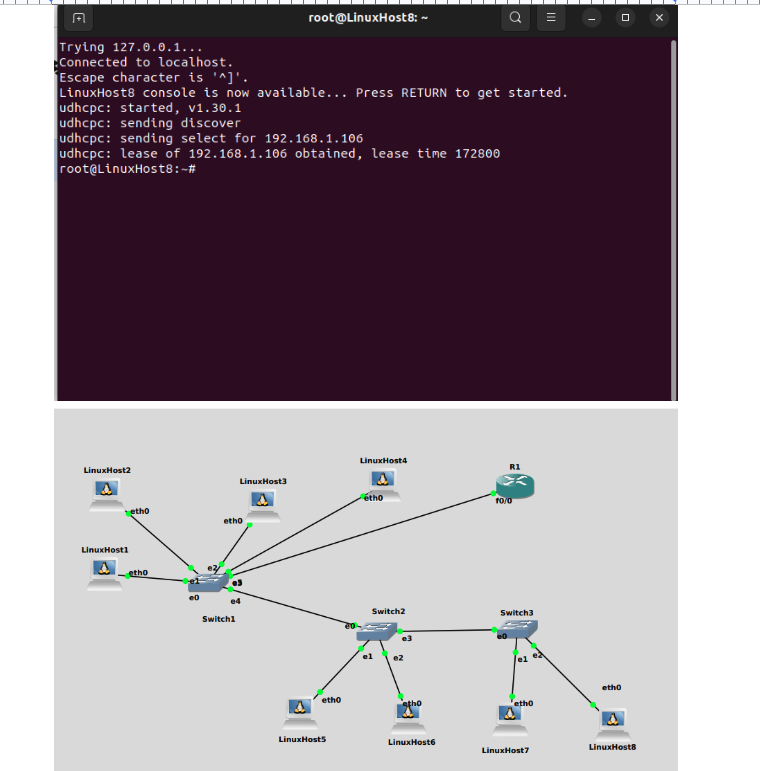 root@LinuxHost8: ~
Trying 127.0.0.1...
Connected to localhost.
Escape character is '^]'.
LinuxHost8 console is now available... Press RETURN to get started.
udhcpc: started, v1.30.1
udhcpc: sending discover
udhcpc: sending select for 192.168.1.106
udhcpc: lease of 192.168.1.106 obtained, lease time 172800
root@LinuxHost8:~#
LinuxHost4
R1
LinuxHost2
LinuxHost3
eth0
f0/0
eth0
eth0
LinuxHost1
eth0
e2
e1
e0
e4
Switch1
Switch2
Switch3
e0
e3
e0
e1
e2
e1
e2
eth0
eth0
eth0
eth0
LinuxHost5
LinuxHost6
LinuxHost7
LinuxHost8